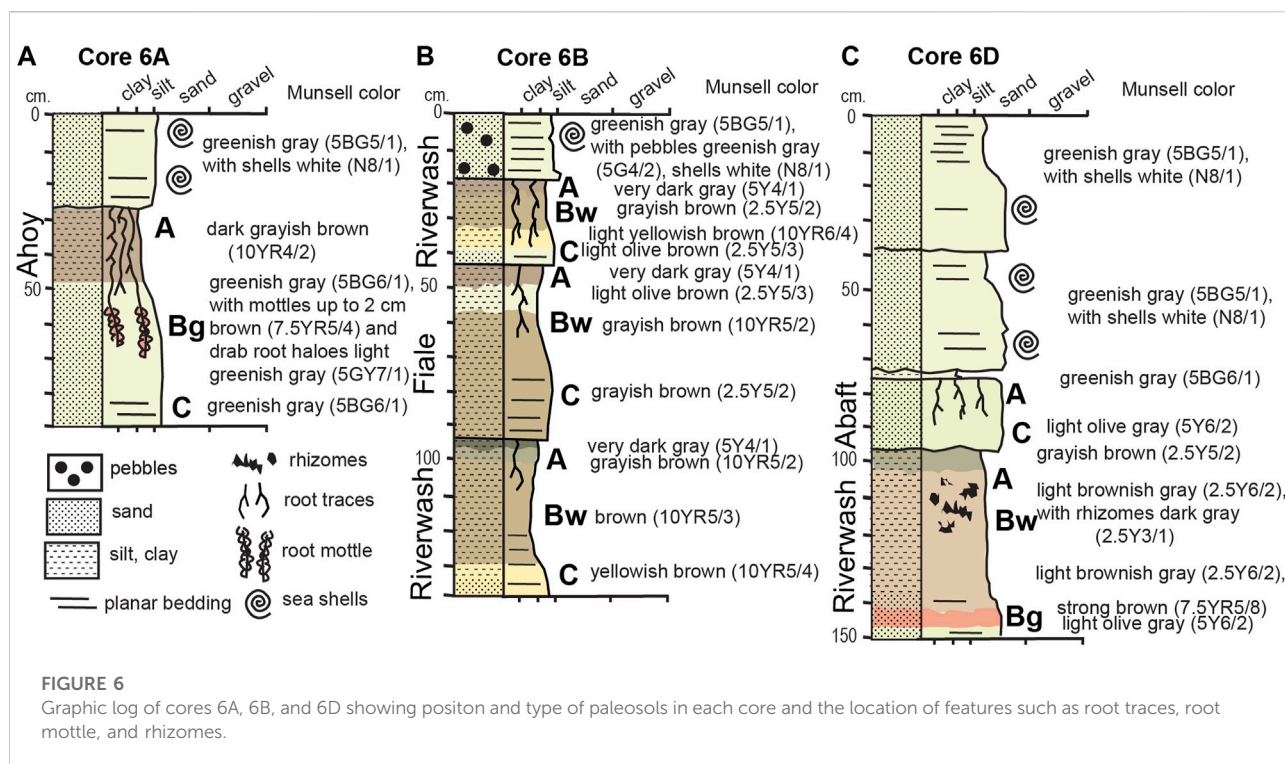 A
Core 6A
clay
silt
sand
gravel
cm.
Munsell color
0
50
Ahoy
greenish gray (5BG5/1),
with shells white (N8/1)
A
dark grayish brown
(10YR4/2)
greenish gray (5BG6/1),
with mottles up to 2 cm
Bg
brown (7.5YR5/4) and
drab root haloes light
greenish gray (5GY7/1)
C
greenish gray (5BG6/1)
pebbles
sand
silt, clay
planar bedding
rhizomes
root traces
root mottle
sea shells
B
Core 6B
clay
silt
sand
gravel
cm.
Munsell color
0
50
100
Riverwash
Fiale
Riverwash
greenish gray (5BG5/1),
with pebbles greenish gray
(5G4/2), shells white (N8/1)
A
very dark gray (5Y4/1)
Bw
grayish brown (2.5Y5/2)
light yellowish brown (10YR6/4)
C
light olive brown (2.5Y5/3)
A
very dark gray (5Y4/1)
light olive brown (2.5Y5/3)
Bw
grayish brown (10YR5/2)
C
grayish brown (2.5Y5/2)
very dark gray (5Y4/1)
A
grayish brown (10YR5/2)
Bw
brown (10YR5/3)
C
yellowish brown (10YR5/4)
C
Core 6D
clay
silt
sand
gravel
cm.
Munsell color
0
50
100
150
Abaft
Riverwash
greenish gray (5BG5/1),
with shells white (N8/1)
greenish gray (5BG5/1),
with shells white (N8/1)
greenish gray (5BG6/1)
A
C
light olive gray (5Y6/2)
grayish brown (2.5Y5/2)
A
light brownish gray (2.5Y6/2),
Bw
with rhizomes dark gray
(2.5Y3/1)
light brownish gray (2.5Y6/2),
strong brown (7.5YR5/8)
Bg
light olive gray (5Y6/2)
FIGURE 6
Graphic log of cores 6A, 6B, and 6D showing positon and type of paleosols in each core and the location of features such as root traces, root
mottle, and rhizomes.